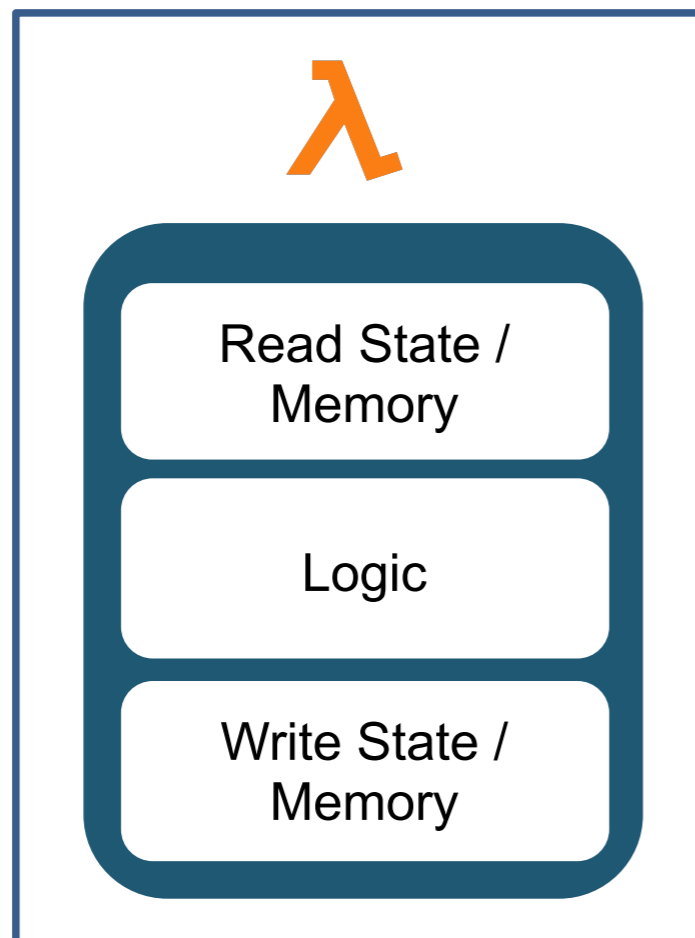 λ
Read State /
Memory
Logic
Write State /
Memory